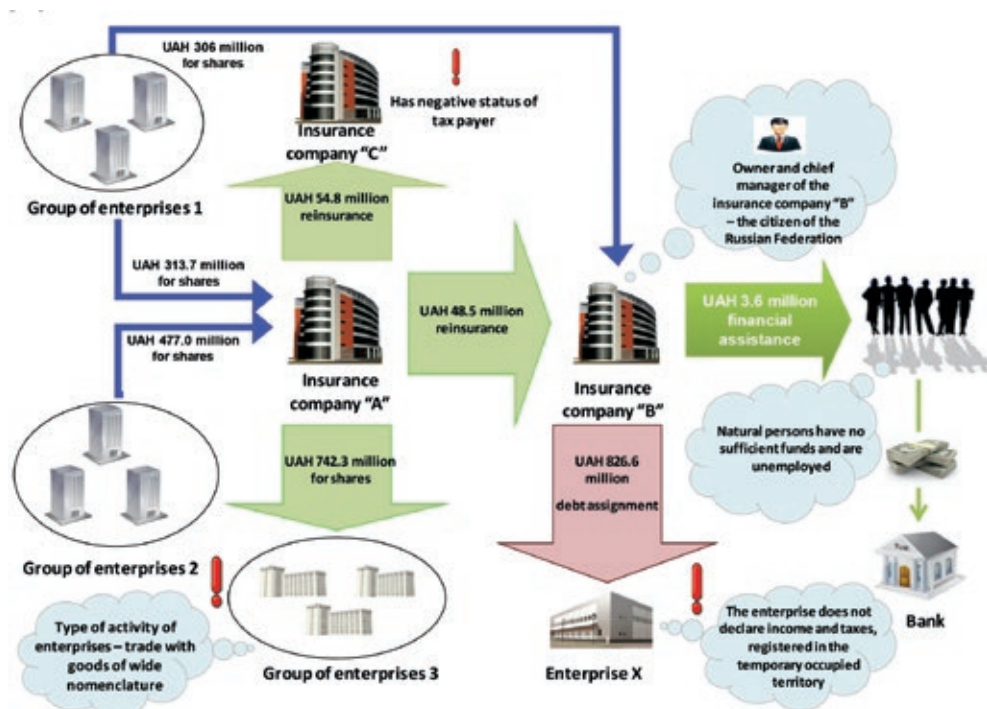 UAH 306 million
for shares
Has negative status of
tax payer
Insurance
company “C”
Group of enterprises 1
UAH 54.8 million
reinsurance
Owner and chief
manager of the
insurance company “B”
– the citizen of the
Russian Federation
UAH 313.7 million
for shares
UAH 477.0 million
for shares
UAH 48.5 million
reinsurance
UAH 3.6 million
financial
assistance
Insurance
company “A”
Insurance
company “B”
Natural persons have no
sufficient funds and are
unemployed
UAH 742.3 million
for shares
UAH 826.6
million
debt assignment
Group of enterprises 2
Type of activity of
enterprises – trade with
goods of wide
nomenclature
Group of enterprises 3
Enterprise X
The enterprise does not
declare income and taxes,
registered in the
temporary occupied
territory
Bank